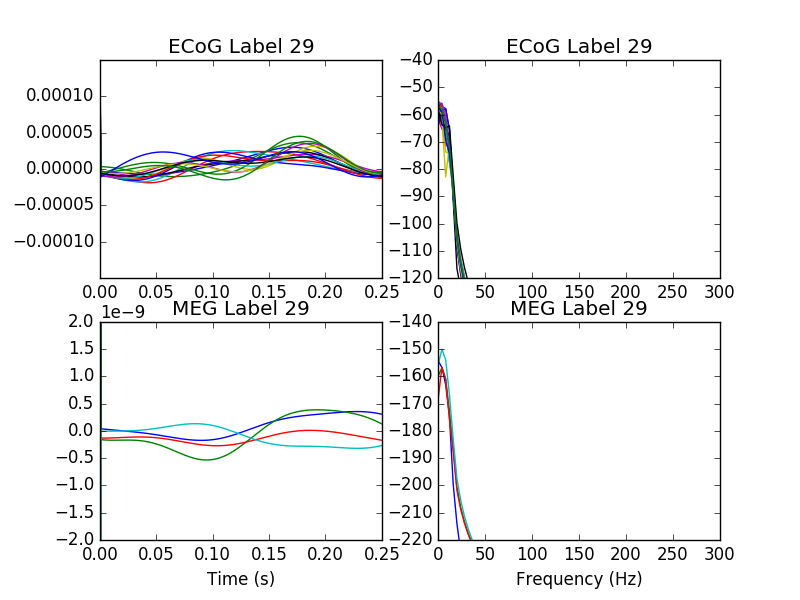 ECoG Label 29
0.00010
0.00005
0.00000
−0.00005
−0.00010
0.00 0.05 0.10 0.15 0.20 0.25
ECoG Label 29
−40
−50
−60
−70
−80
−90
−100
−110
−120
0 50 100 150 200 250 300
MEG Label 29
1e−9
2.0
1.5
1.0
0.5
0.0
−0.5
−1.0
−1.5
−2.0
0.00 0.05 0.10 0.15 0.20 0.25
Time (s)
MEG Label 29
−140
−150
−160
−170
−180
−190
−200
−210
−220
0 50 100 150 200 250 300
Frequency (Hz)